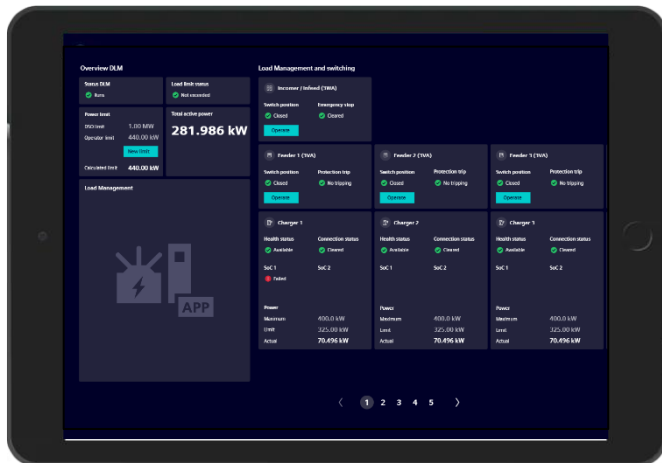 Overview DLM
Status DLM
Runs
Load limit status
Not exceeded
Power limit
DSO limit 1.00 MW
Operator limit 440.00 kW
New limit
Calculated limit 440.00 kW
Total active power
281.986 kW
Load Management
APP
Load Management and switching
Incomer / Infeed (3WA)
Switch position Emergency stop
Closed Cleared
Operate
Feeder 1 (3VA)
Switch position Protection trip
Closed No tripping
Operate
Feeder 2 (3VA)
Switch position Protection trip
Closed No tripping
Operate
Feeder 3 (3VA)
Switch position Protection trip
Closed No tripping
Operate
Charger 1
Health status Connection status
Available Cleared
SoC 1 SoC 2
Failed
Power
Maximum 400.0 kW
Limit 325.00 kW
Actual 70.496 kW
Charger 2
Health status Connection status
Available Cleared
SoC 1 SoC 2
Power
Maximum 400.0 kW
Limit 325.00 kW
Actual 70.496 kW
Charger 3
Health status Connection status
Available Cleared
SoC 1 SoC 2
Power
Maximum 400.0 kW
Limit 325.00 kW
Actual 70.496 kW
1 2 3 4 5